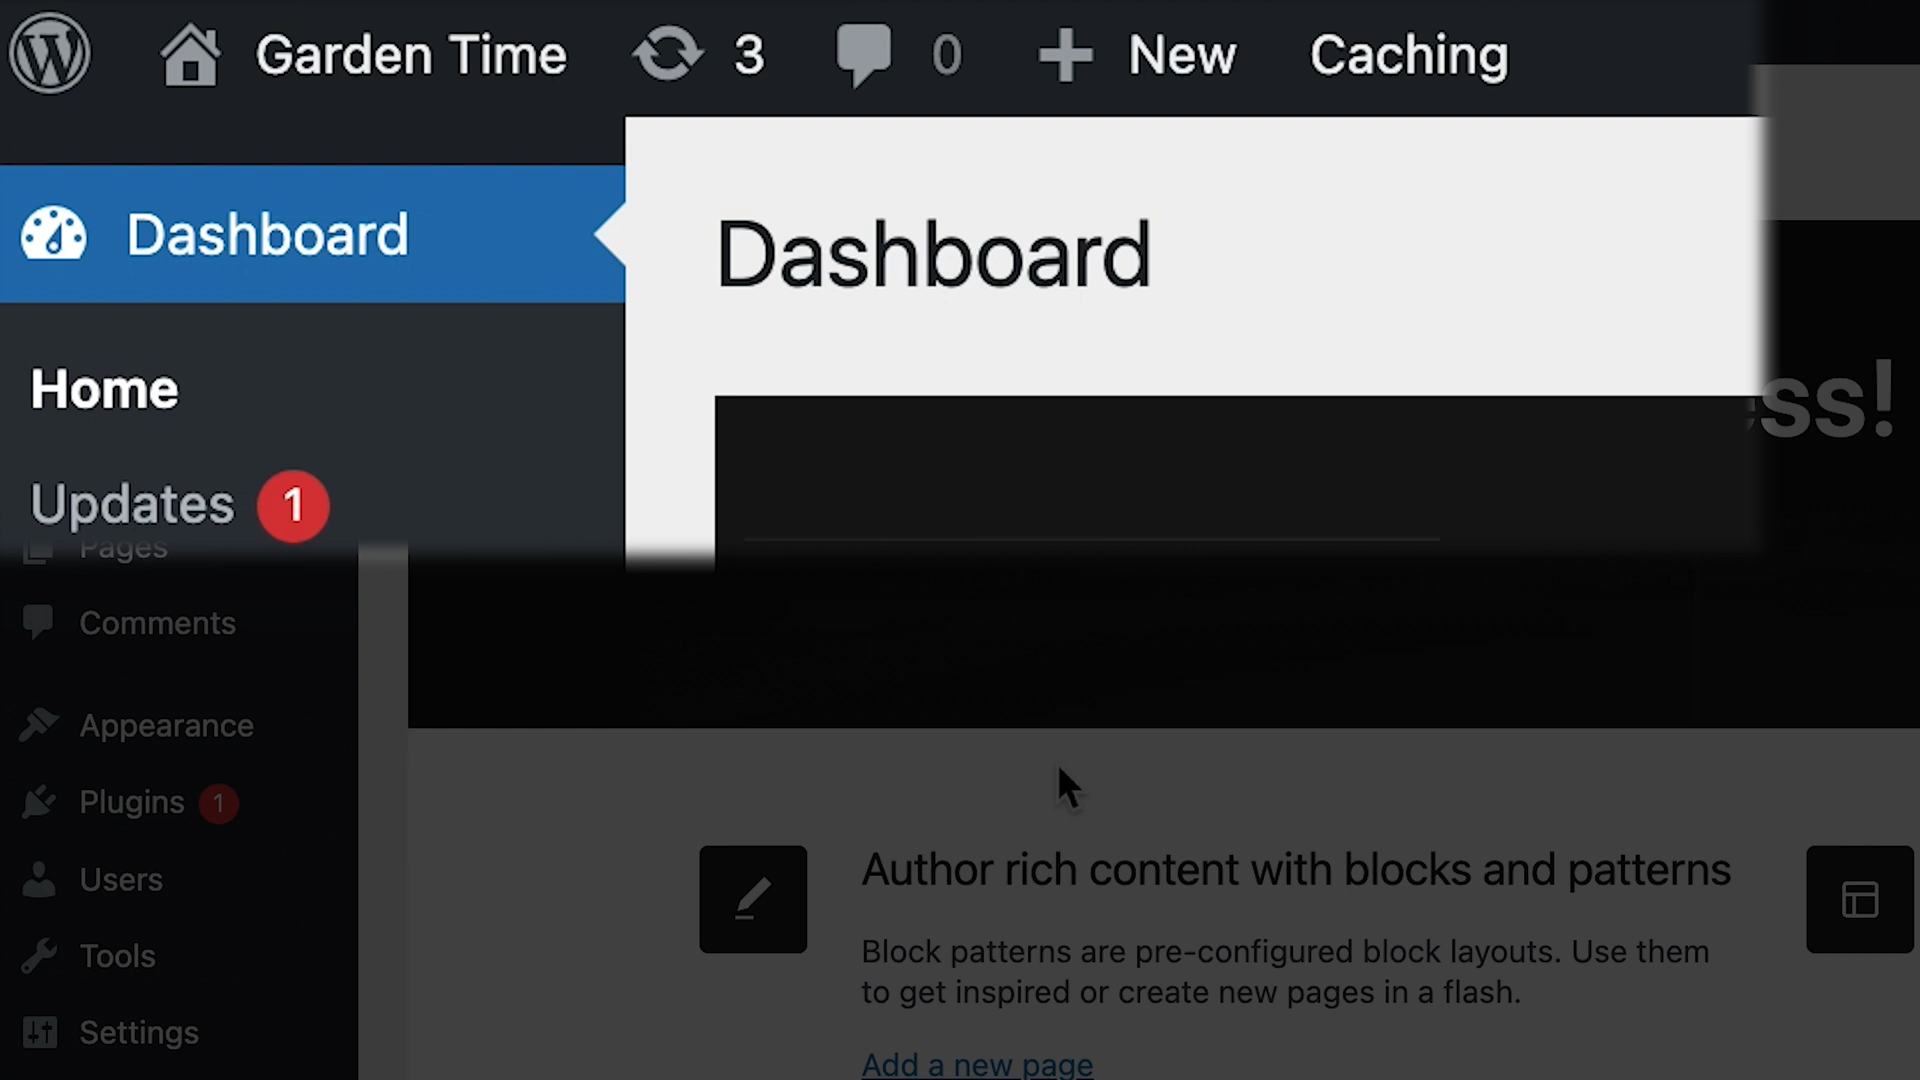 Garden Time 3 0 New Caching
Dashboard
Dashboard
Home
Updates 1
ss!
Pages
Comments
Appearance
Plugins 1
Users
Tools
Settings
Author rich content with blocks and patterns
Block patterns are pre-configured block layouts. Use them
to get inspired or create new pages in a flash.
Add a new page